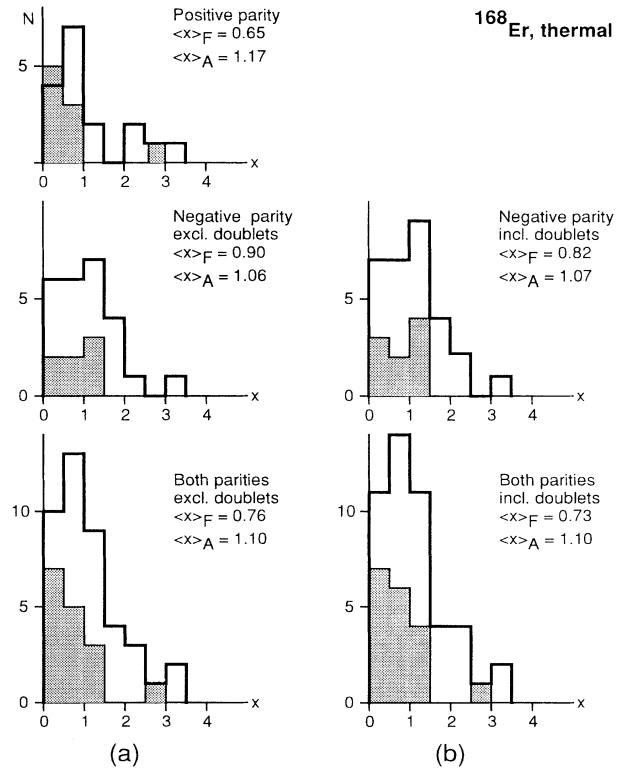 168Er, thermal
N
Positive parity
<x>F = 0.65
<x>A = 1.17
5
0 1 2 3 4 x
Negative parity
excl. doublets
<x>F = 0.90
<x>A = 1.06
5
0
0 1 2 3 4 x
Negative parity
incl. doublets
<x>F = 0.82
<x>A = 1.07
5
0
0 1 2 3 4 x
Both parities
excl. doublets
<x>F = 0.76
<x>A = 1.10
10
5
0
0 1 2 3 4 x
Both parities
incl. doublets
<x>F = 0.73
<x>A = 1.10
10
5
0
0 1 2 3 4 x
(a)
(b)